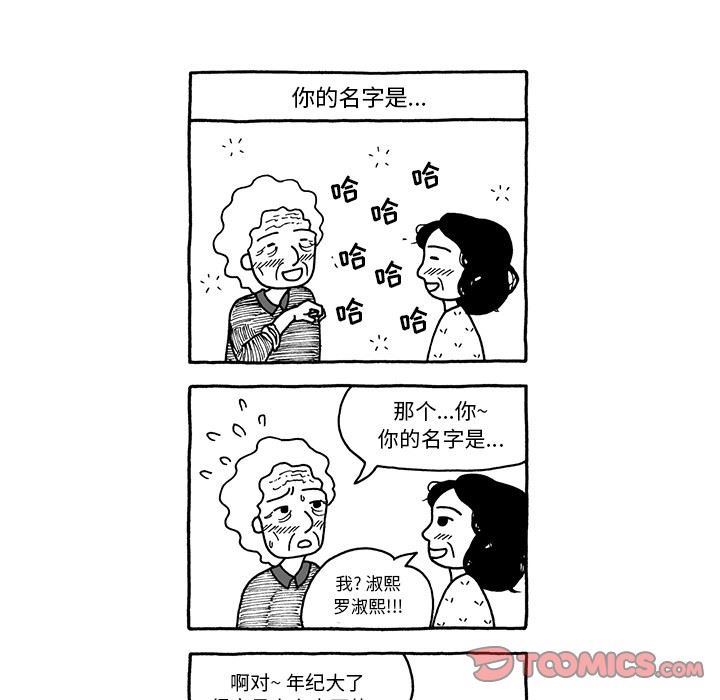 你的名字是...
哈
哈
哈
哈
哈
哈
哈
那个...你~
你的名字是...
我? 淑熙
罗淑熙!!!
啊对~ 年纪大了
TOOMICS.COM